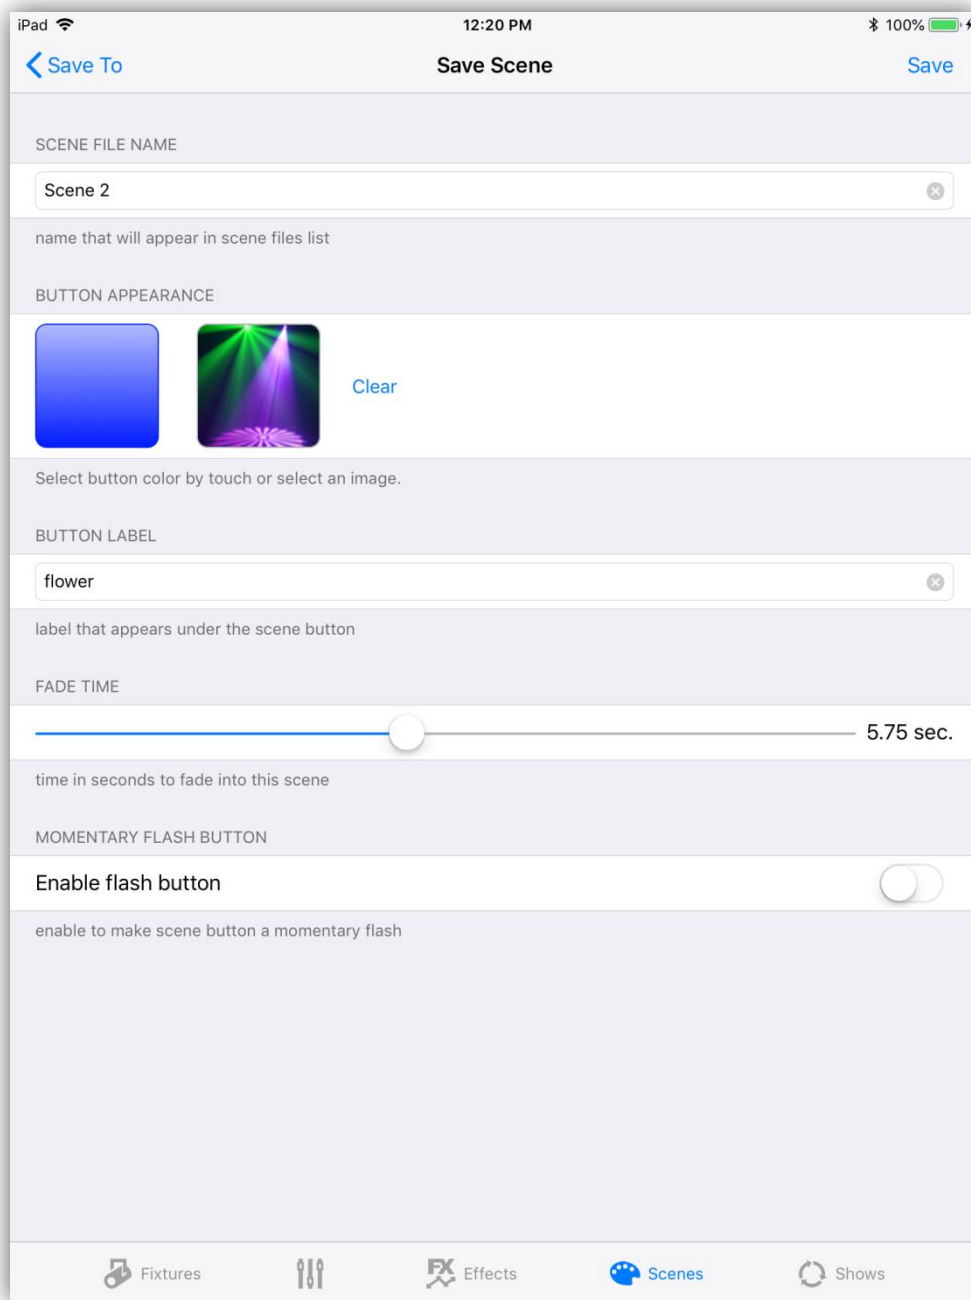 iPad 12:20 PM 100%
Save To Save Scene Save
SCENE FILE NAME
Scene 2
name that will appear in scene files list
BUTTON APPEARANCE
Clear
Select button color by touch or select an image.
BUTTON LABEL
flower
label that appears under the scene button
FADE TIME
5.75 sec.
time in seconds to fade into this scene
MOMENTARY FLASH BUTTON
Enable flash button
enable to make scene button a momentary flash
Fixtures FX Effects Scenes Shows